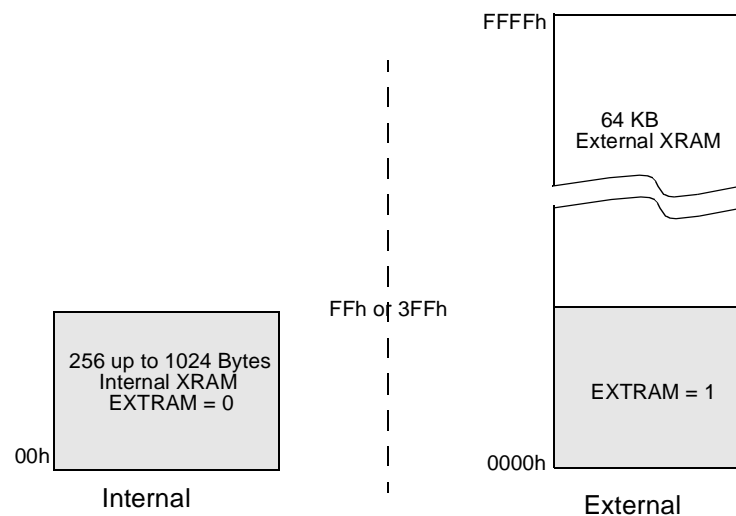 FFFFh
64 KB
External XRAM
FFh or 3FFh
256 up to 1024 Bytes
Internal XRAM
EXTRAM = 0
EXTRAM = 1
00h
0000h
Internal
External